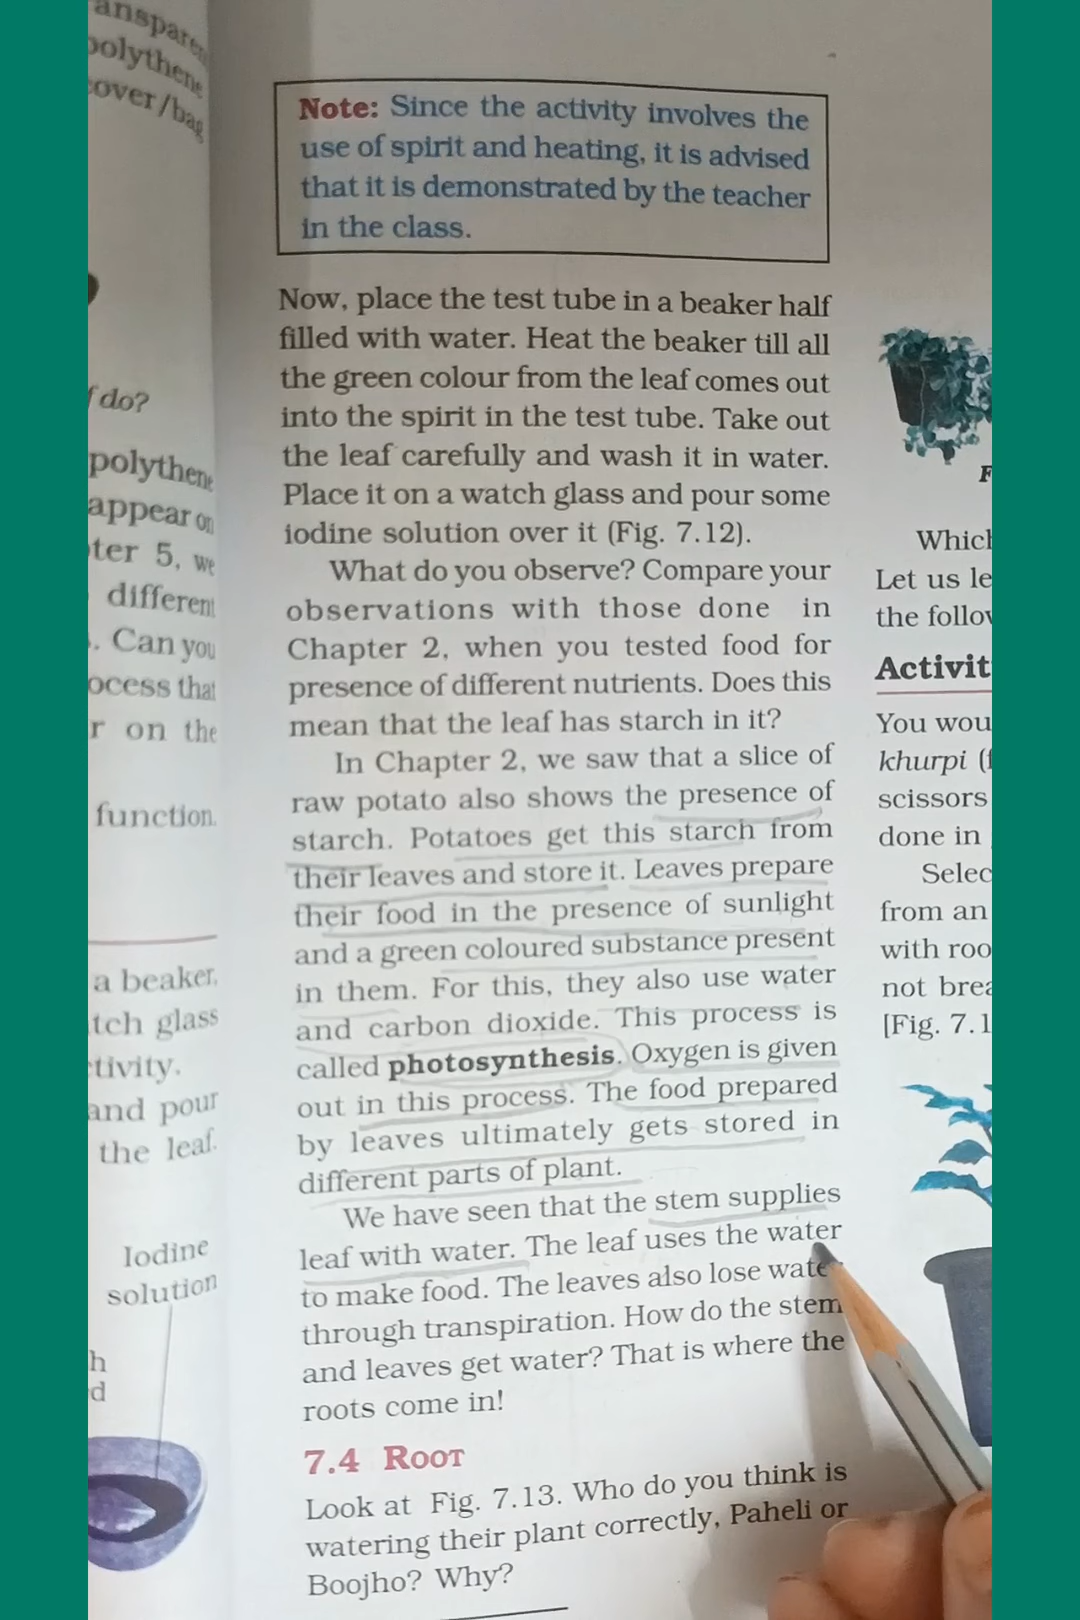 polythene
cover/bag
do?
polythene
appear on
5, we
different
Can you
that
on the
function.
a beaker.
glass
and pour
the leaf.
Iodine
solution
Note: Since the activity involves the
use of spirit and heating, it is advised
that it is demonstrated by the teacher
in the class.
Now, place the test tube in a beaker half
filled with water. Heat the beaker till all
the green colour from the leaf comes out
into the spirit in the test tube. Take out
the leaf carefully and wash it in water.
Place it on a watch glass and pour some
iodine solution over it (Fig. 7.12).
What do you observe? Compare your
observations with those done in
Chapter 2, when you tested food for
presence of different nutrients. Does this
mean that the leaf has starch in it?
In Chapter 2, we saw that a slice of
raw potato also shows the presence of
starch. Potatoes get this starch from
their leaves and store it. Leaves prepare
their food in the presence of sunlight
and a green coloured substance present
in them. For this, they also use water
and carbon dioxide. This process is
called photosynthesis. Oxygen is given
out in this process. The food prepared
by leaves ultimately gets stored in
different parts of plant.
We have seen that the stem supplies
leaf with water. The leaf uses the water
to make food. The leaves also lose water
through transpiration. How do the stem
and leaves get water? That is where the
roots come in!
7.4 ROOT
Look at Fig. 7.13. Who do you think is
watering their plant correctly, Paheli or
Boojho? Why?
Let us
the
You
khurpi
scissors
done in
from an
with
not
[Fig. 7.1